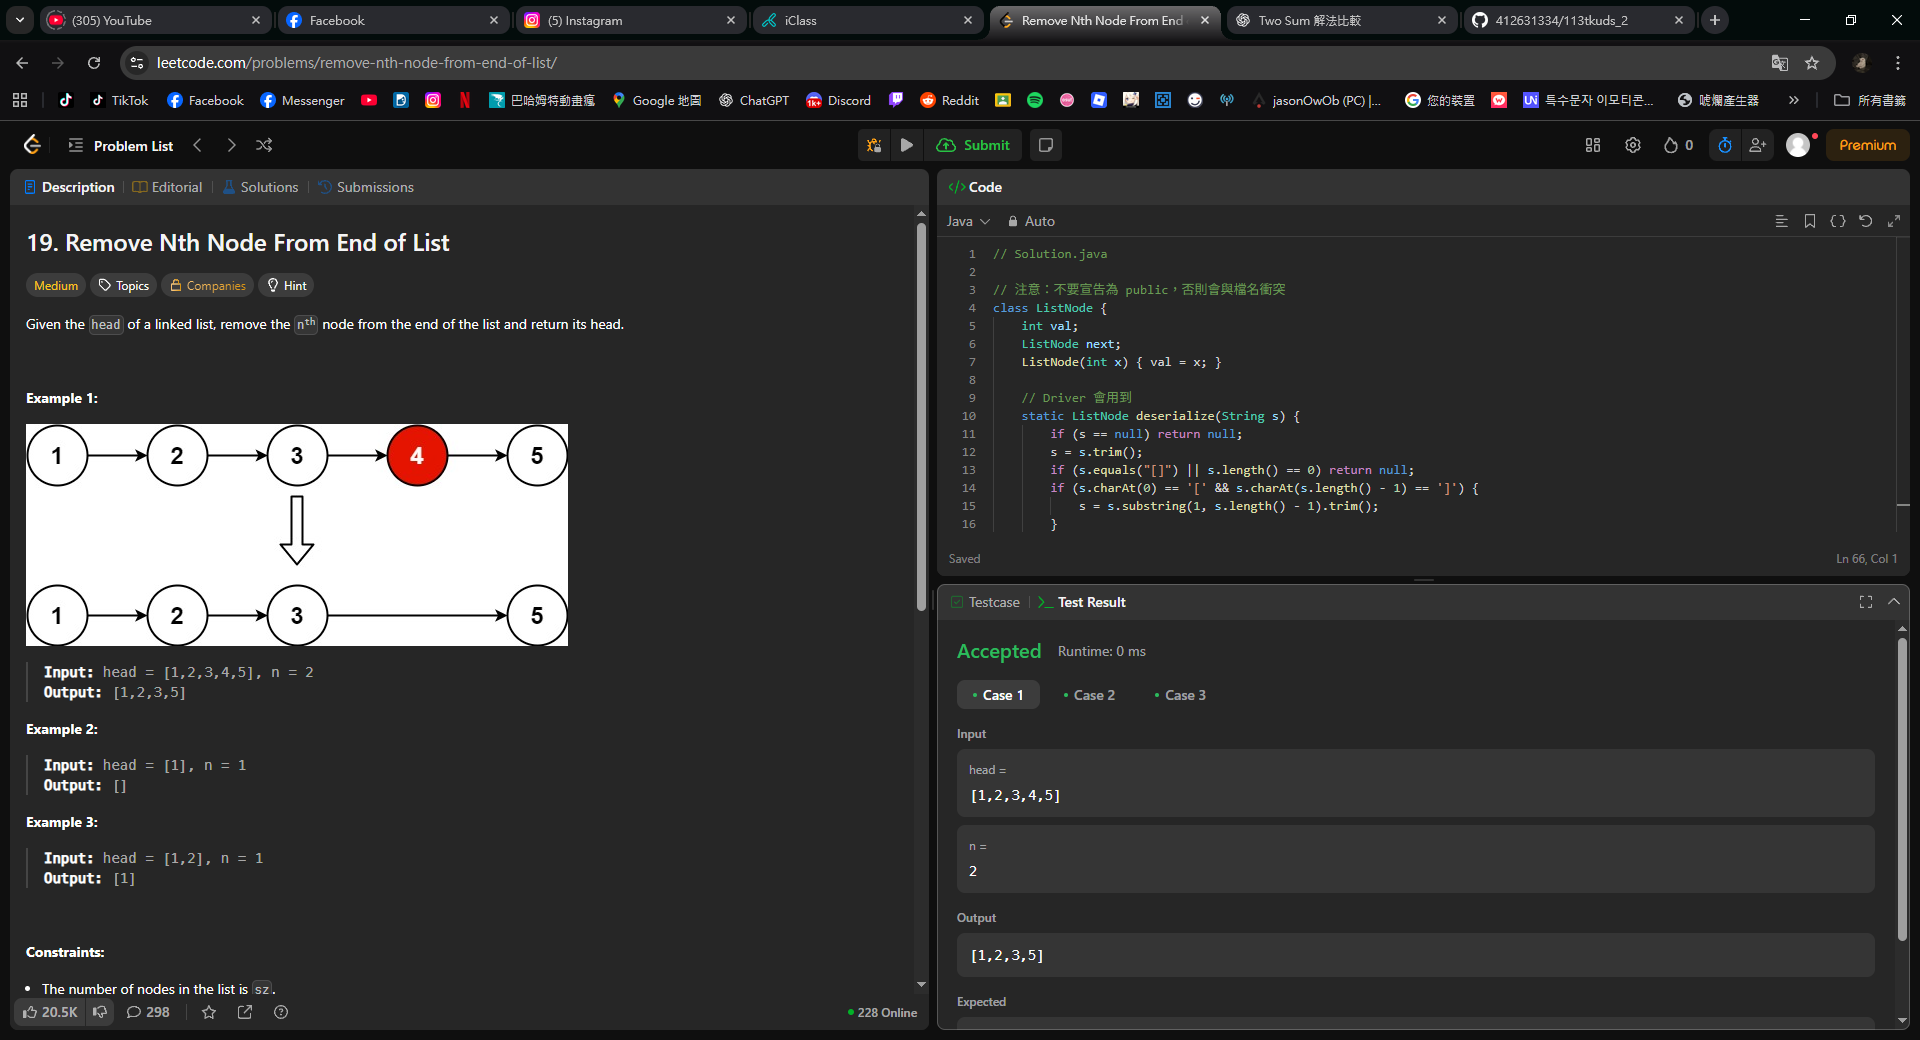 (305) YouTube
Facebook
(5) Instagram
iClass
Remove Nth Node From End
Two Sum 解法比較
412631334/113tkuds_2
leetcode.com/problems/remove-nth-node-from-end-of-list/
TikTok
Facebook
Messenger
巴哈姆特動畫瘋
Google 地圖
ChatGPT
Discord
Reddit
jasonOwOb (PC) |...
您的裝置
특수문자 이모티콘...
唬爛產生器
所有書籤
Problem List
Submit
0
Premium
Description
Editorial
Solutions
Submissions
19. Remove Nth Node From End of List
Medium
Topics
Companies
Hint
Given the head of a linked list, remove the nth node from the end of the list and return its head.
Example 1:
1 2 3 4 5
1 2 3 5
Input: head = [1,2,3,4,5], n = 2
Output: [1,2,3,5]
Example 2:
Input: head = [1], n = 1
Output: []
Example 3:
Input: head = [1,2], n = 1
Output: [1]
Constraints:
• The number of nodes in the list is sz.
20.5K
298
228 Online
</> Code
Java
Auto
1 // Solution.java
2
3 // 注意：不要宣告為 public，否則會與檔名衝突
4 class ListNode {
5 int val;
6 ListNode next;
7 ListNode(int x) { val = x; }
8
9 // Driver 會用到
10 static ListNode deserialize(String s) {
11 if (s == null) return null;
12 s = s.trim();
13 if (s.equals("[]") || s.length() == 0) return null;
14 if (s.charAt(0) == '[' && s.charAt(s.length() - 1) == ']') {
15 s = s.substring(1, s.length() - 1).trim();
16 }
Saved
Ln 66, Col 1
Testcase
Test Result
Accepted
Runtime: 0 ms
Case 1
Case 2
Case 3
Input
head =
[1,2,3,4,5]
n =
2
Output
[1,2,3,5]
Expected